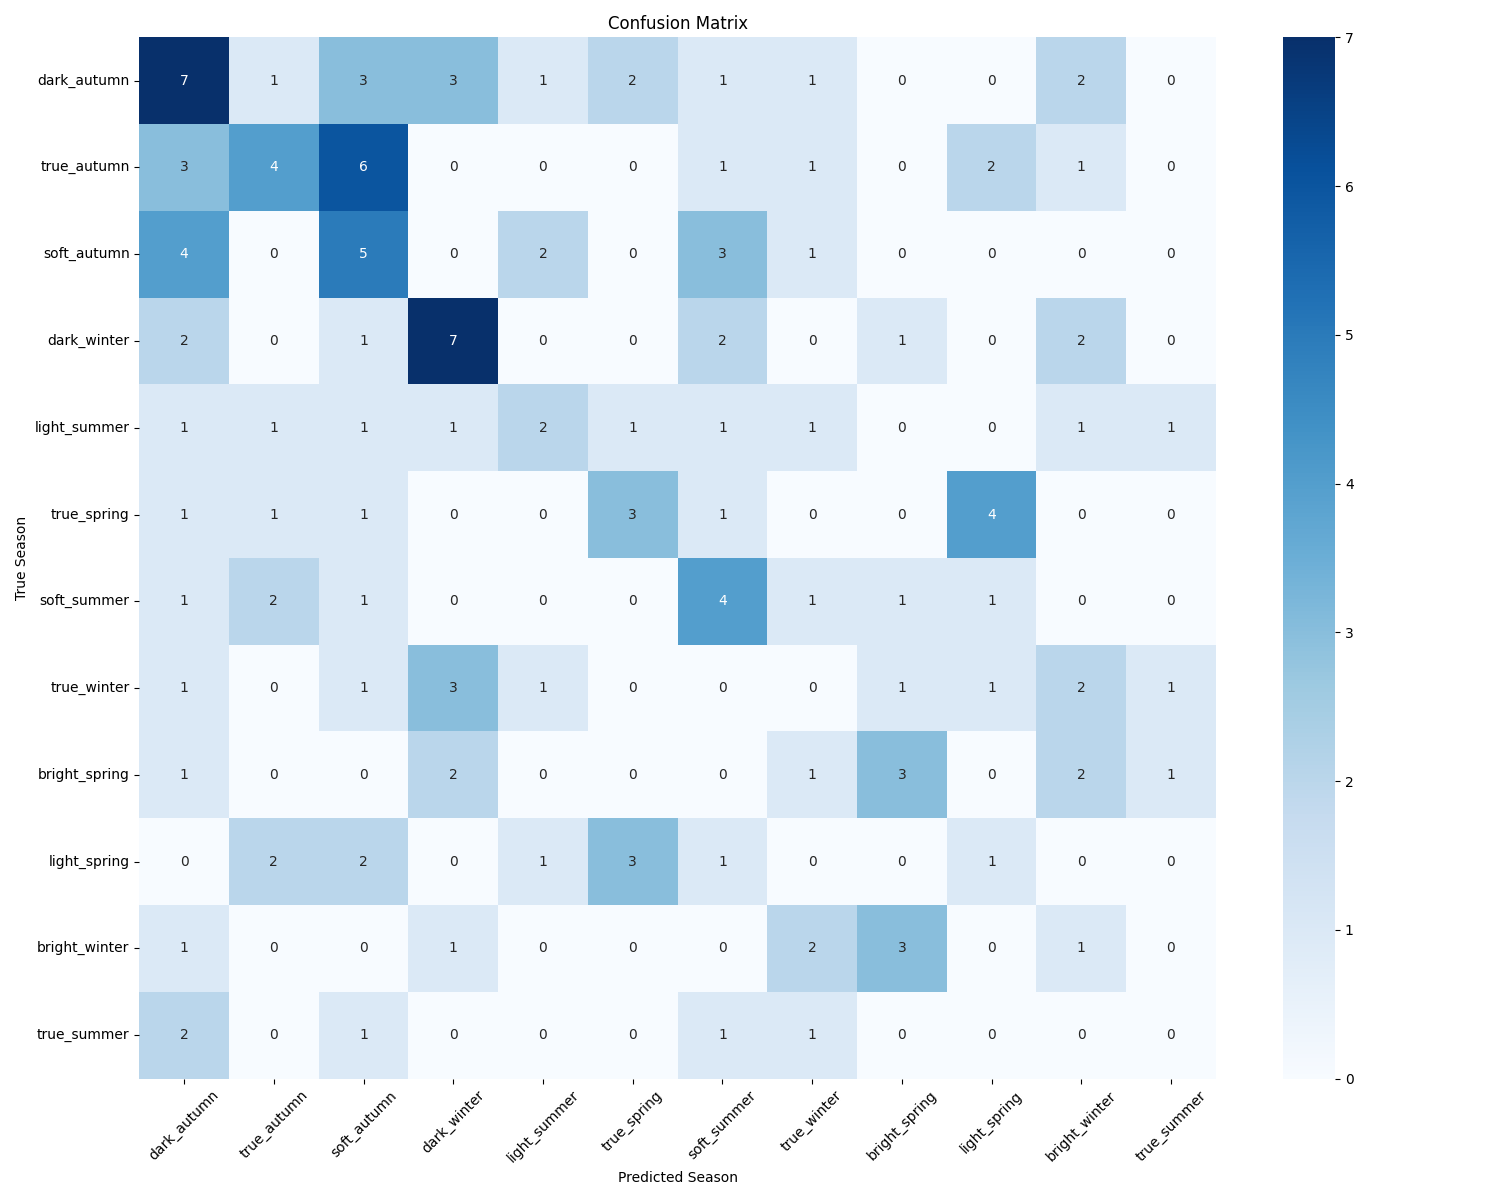 Confusion Matrix
dark_autumn 7 1 3 3 1 2 1 1 0 0 2 0
true_autumn 3 4 6 0 0 0 1 1 0 2 1 0
soft_autumn 4 0 5 0 2 0 3 1 0 0 0 0
dark_winter 2 0 1 7 0 0 2 0 1 0 2 0
light_summer 1 1 1 1 2 1 1 1 0 0 1 1
true_spring 1 1 1 0 0 3 1 0 0 4 0 0
soft_summer 1 2 1 0 0 0 4 1 1 1 0 0
true_winter 1 0 1 3 1 0 0 0 1 1 2 1
bright_spring 1 0 0 2 0 0 0 1 3 0 2 1
light_spring 0 2 2 0 1 3 1 0 0 1 0 0
bright_winter 1 0 0 1 0 0 0 2 3 0 1 0
true_summer 2 0 1 0 0 0 1 1 0 0 0 0
dark_autumn true_autumn soft_autumn dark_winter light_summer true_spring soft_summer true_winter bright_spring light_spring bright_winter true_summer
Predicted Season
True Season
7
6
5
4
3
2
1
0